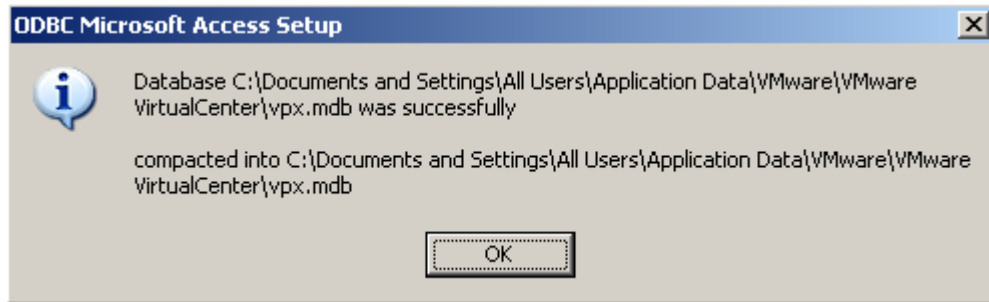 ODBC Microsoft Access Setup
Database C:\Documents and Settings\All Users\Application Data\VMware\VMware
VirtualCenter\vpx.mdb was successfully
compacted into C:\Documents and Settings\All Users\Application Data\VMware\VMware
VirtualCenter\vpx.mdb
OK